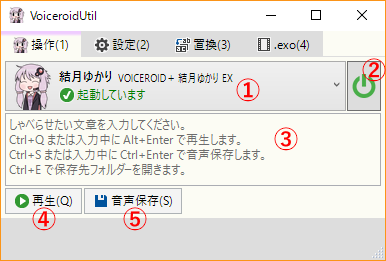 VoiceroidUtil
操作(1) 設定(2) 置換(3) .exo(4)
結月ゆかり VOICEROID+ 結月ゆかり EX
起動しています
①
②
しゃべらせたい文章を入力してください。
Ctrl+Q または入力中に Alt+Enter で再生します。
Ctrl+S または入力中に Ctrl+Enter で音声保存します。
Ctrl+E で保存先フォルダーを開きます。
③
再生(Q) 音声保存(S)
④ ⑤